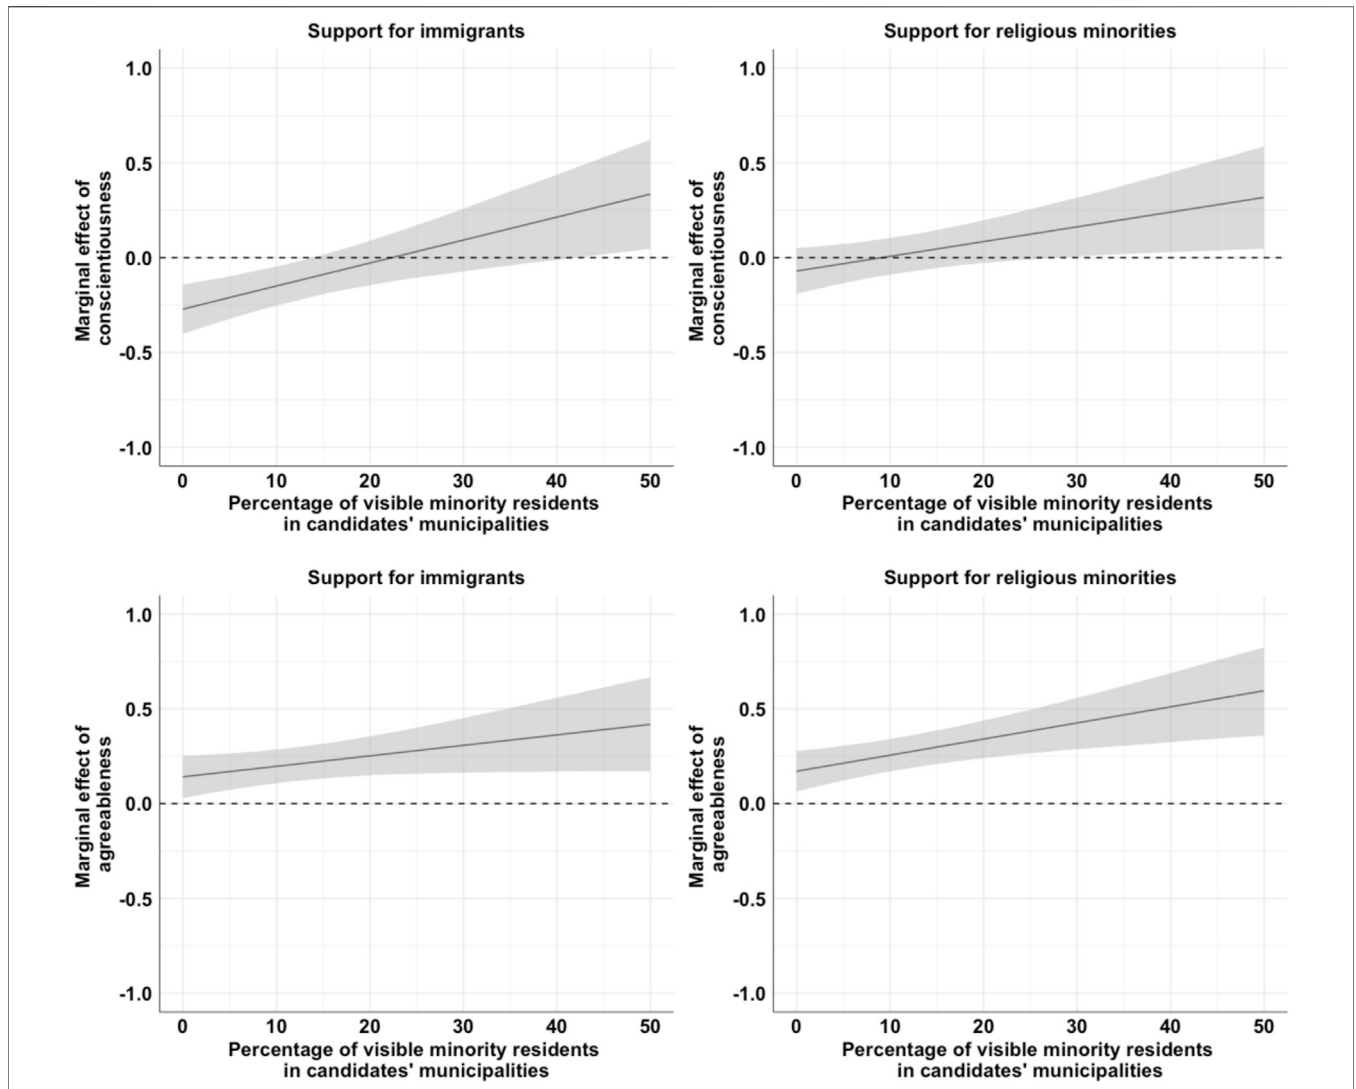 Support for immigrants
1.0
0.5
0.0
-0.5
-1.0
Marginal effect of
conscientiousness
0 10 20 30 40 50
Percentage of visible minority residents
in candidates' municipalities
Support for religious minorities
1.0
0.5
0.0
-0.5
-1.0
Marginal effect of
conscientiousness
0 10 20 30 40 50
Percentage of visible minority residents
in candidates' municipalities
Support for immigrants
1.0
0.5
0.0
-0.5
-1.0
Marginal effect of
agreeableness
0 10 20 30 40 50
Percentage of visible minority residents
in candidates' municipalities
Support for religious minorities
1.0
0.5
0.0
-0.5
-1.0
Marginal effect of
agreeableness
0 10 20 30 40 50
Percentage of visible minority residents
in candidates' municipalities